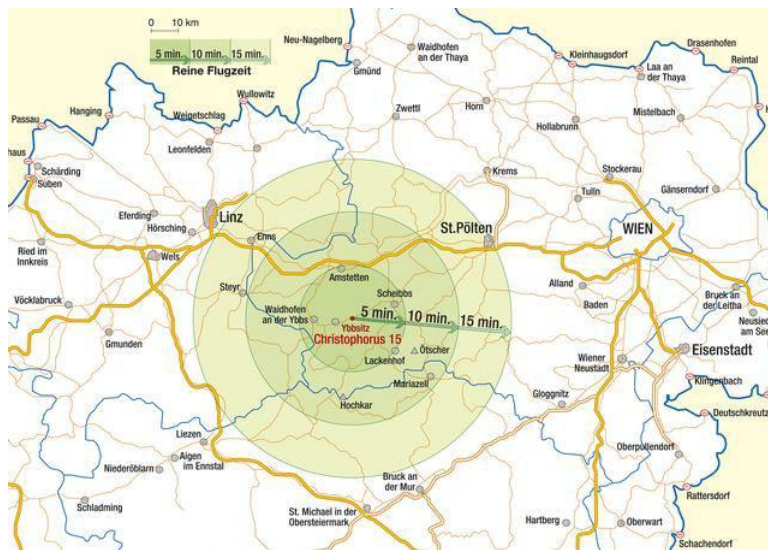 0 10 km
5 min. 10 min. 15 min.
Reine Flugzeit
Neu-Nagelberg
Gmünd
Waidhofen
an der Thaya
Kleinhaugsdorf
Drasenhofen
Laa an
der Thaya
Reintal
Passau
Hanging
Wullowitz
Weigetschlag
Leonfelden
Zwettl
Horn
Hollabrunn
Mistelbach
haus
Schärding
Suben
Krems
Stockerau
Tulln
Gänserndorf
Eferding
Linz
Hörsching
Enns
St.Pölten
WIEN
Ried im
Innkreis
Wels
Amstetten
Steyr
Scheibbs
Alland
Baden
Bruck an
der Leitha
Vöcklabruck
Waidhofen
an der Ybbs
5 min. 10 min. 15 min.
Ybbsitz
Christophorus 15
Neusied
am See
Gmunden
Lackenhof
Ötscher
Wiener
Neustadt
Eisenstadt
Mariazell
Hochkar
Gloggnitz
Klingenbach
Deutschkreutz
Liezen
Aigen
im Ennstal
Niederöblarn
Oberpullendorf
Schladming
Bruck an
der Mur
St. Michael in der
Obersteiermark
Rattersdorf
Hartberg
Oberwart
Schachendorf